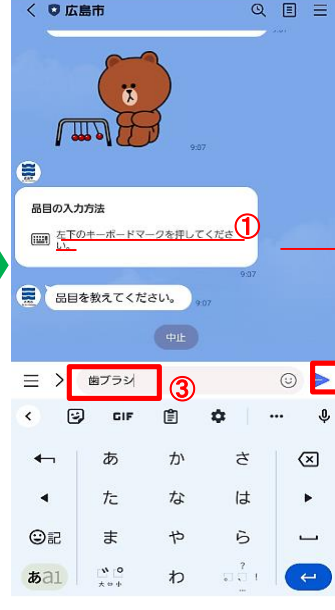 広島市
9:07
品目の入力方法
左下のキーボードマークを押してくださ
い。
①
9:07
品目を教えてください。
9:07
中止
歯ブラシ
③
GIF
あ か さ
た な は
記 ま や ら
あa1 大⇔小 わ 、。?!